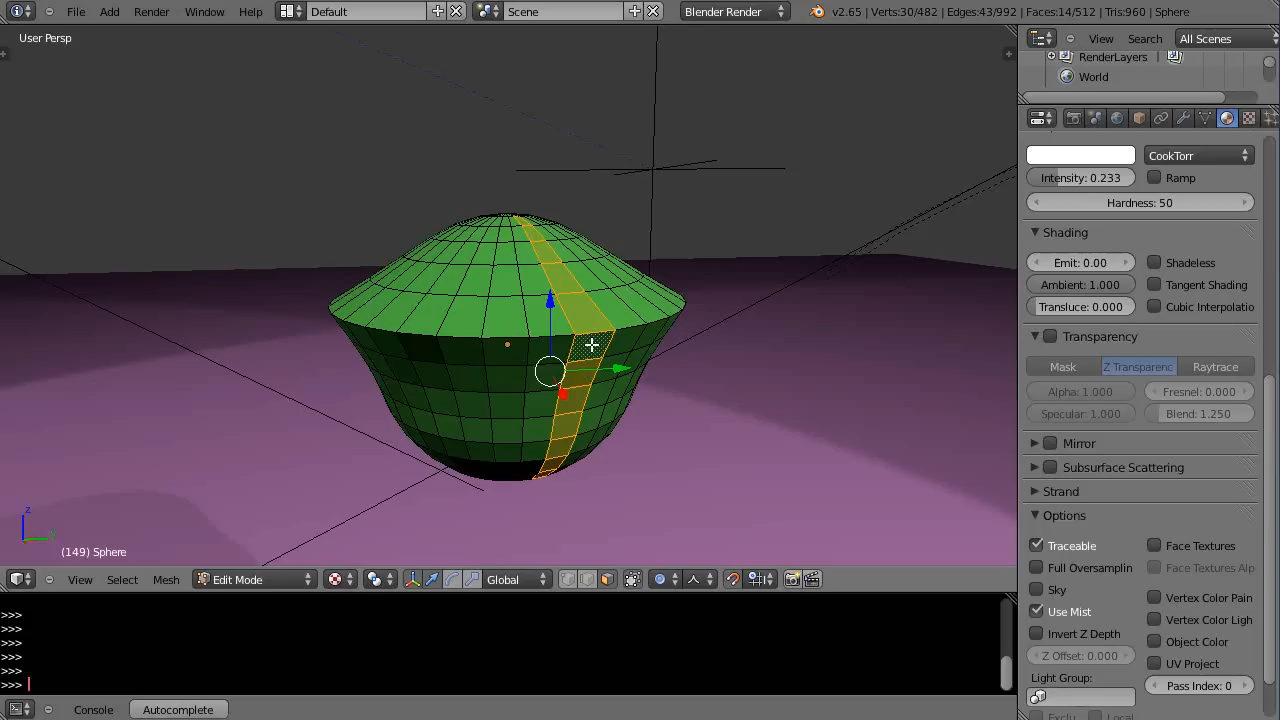 File Add Render Window Help Default Scene Blender Render v2.65 | Verts:30/482 | Edges:43/992 | Faces:14/512 | Tris:960 | Sphere
User Persp
View Search All Scenes
RenderLayers |
World
CookTorr
Intensity: 0.233 Ramp
Hardness: 50
Shading
Emit: 0.00 Shadeless
Ambient: 1.000 Tangent Shading
Transluce: 0.000 Cubic Interpolatio
Transparency
Mask Z Transparenc Raytrace
Alpha: 1.000 Fresnel: 0.000
Specular: 1.000 Blend: 1.250
Mirror
Subsurface Scattering
Strand
Options
Traceable Face Textures
Full Oversamplin Face Textures Alp
Sky
Use Mist Vertex Color Pain
Invert Z Depth Vertex Color Ligh
Z Offset: 0.000 Object Color
UV Project
Light Group: Pass Index: 0
Exclu Local
z
(149) Sphere
View Select Mesh Edit Mode Global
>>>
>>>
>>>
>>>
>>>
>>>
Console Autocomplete